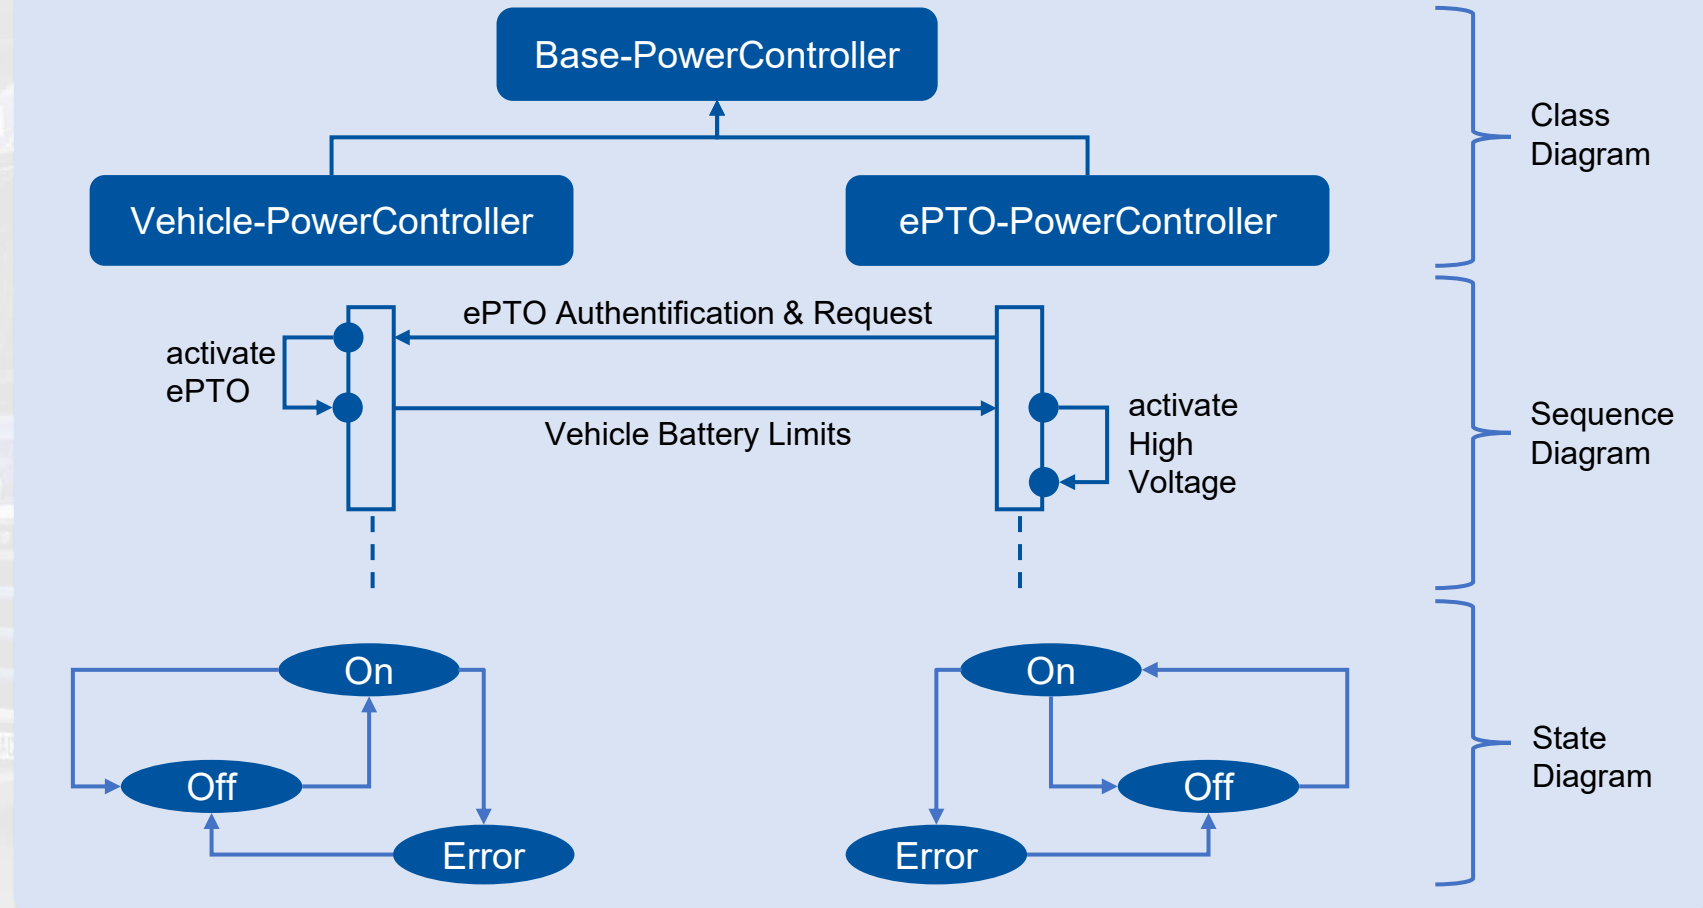 Base-PowerController
Class
Diagram
Vehicle-PowerController
ePTO-PowerController
ePTO Authentification & Request
activate
ePTO
Vehicle Battery Limits
activate
High
Voltage
Sequence
Diagram
On
Off
Error
On
Off
Error
State
Diagram